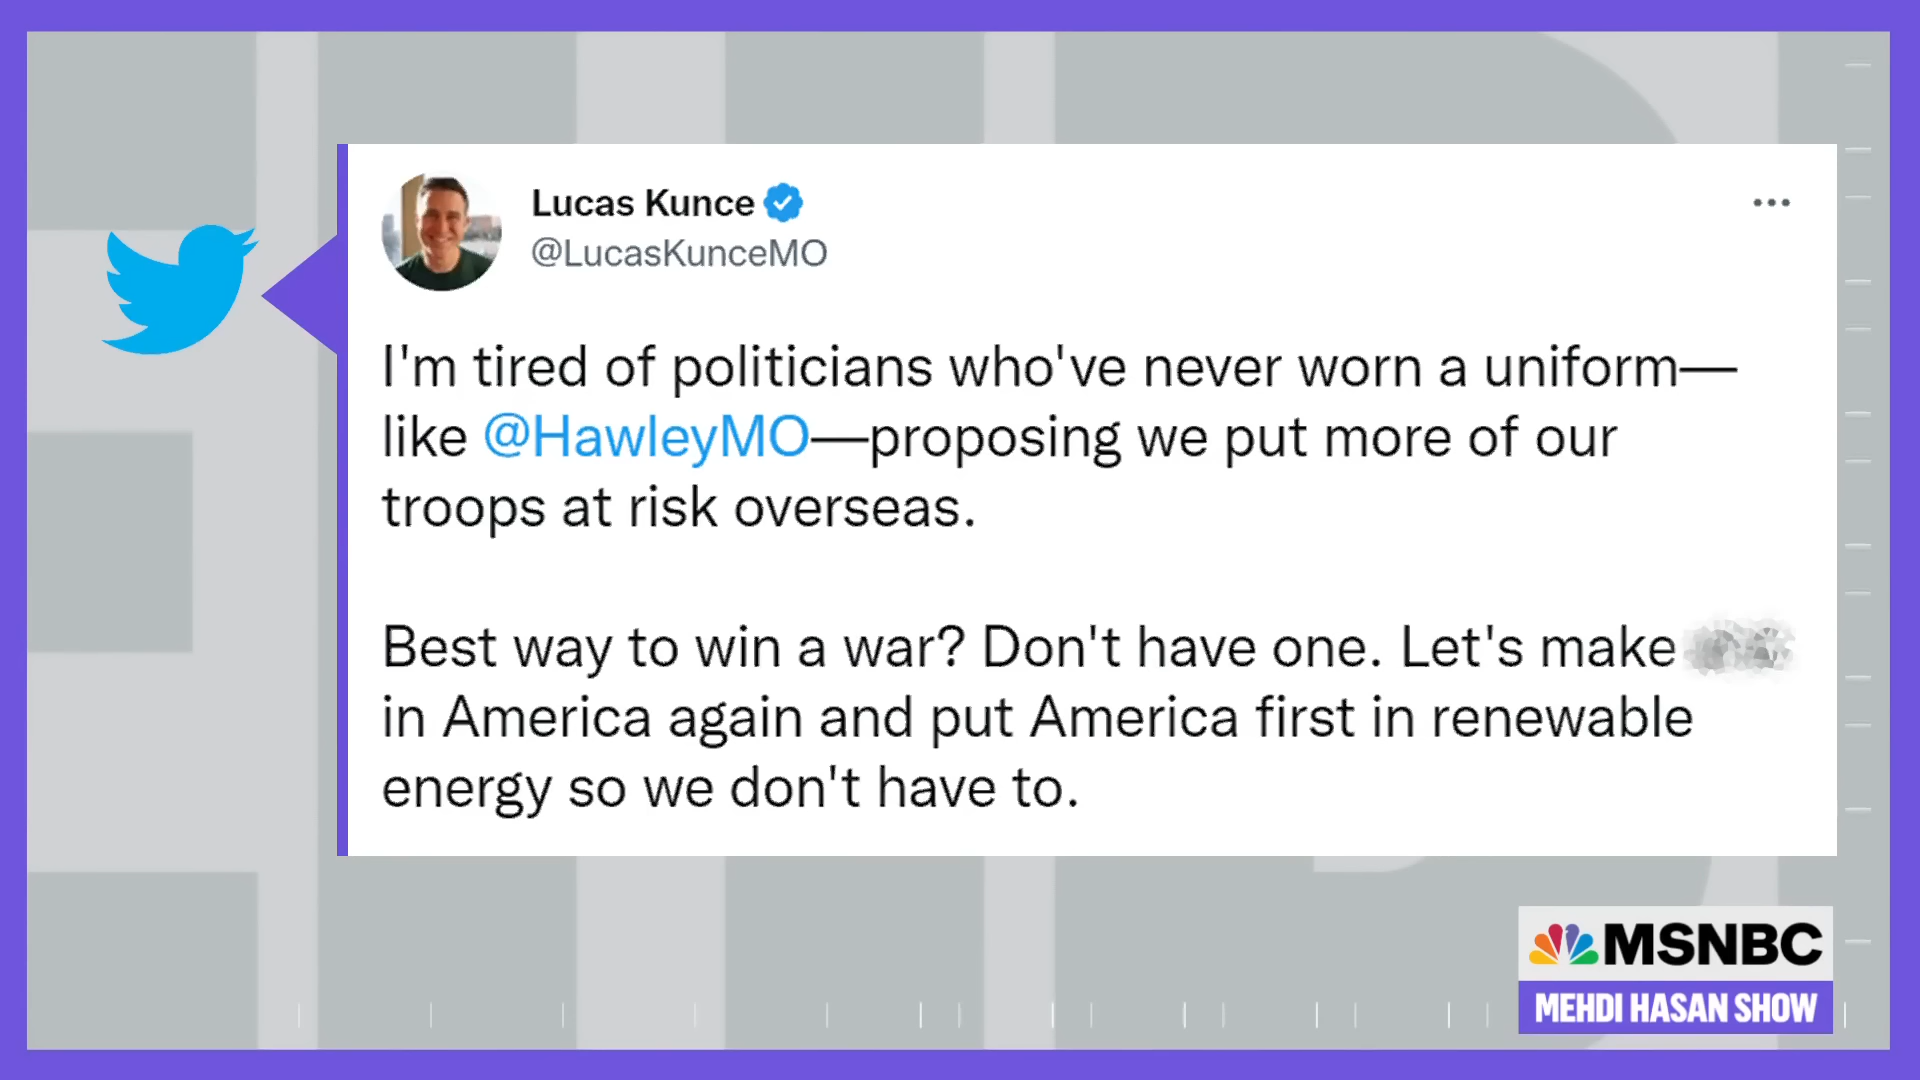 Lucas Kunce
@LucasKunceMO
I'm tired of politicians who've never worn a uniform—
like @HawleyMO—proposing we put more of our
troops at risk overseas.
Best way to win a war? Don't have one. Let's make
in America again and put America first in renewable
energy so we don't have to.
MSNBC
MEHDI HASAN SHOW